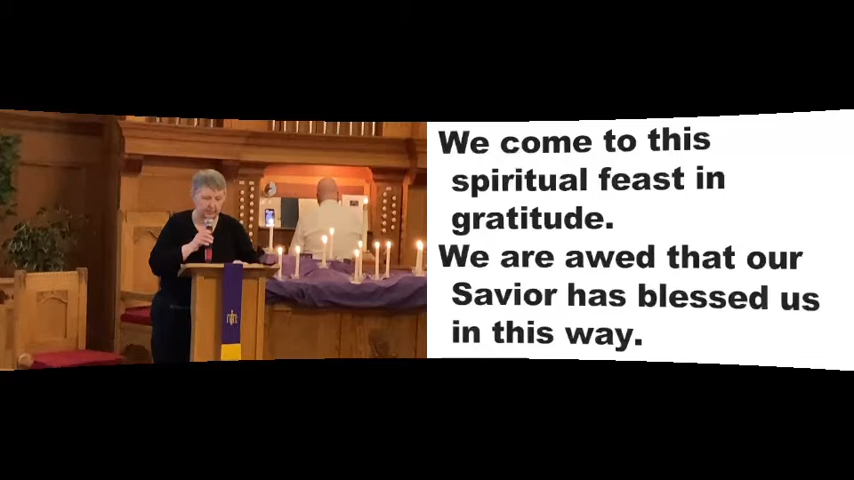 We come to this
spiritual feast in
gratitude.
We are awed that our
Savior has blessed us
in this way.